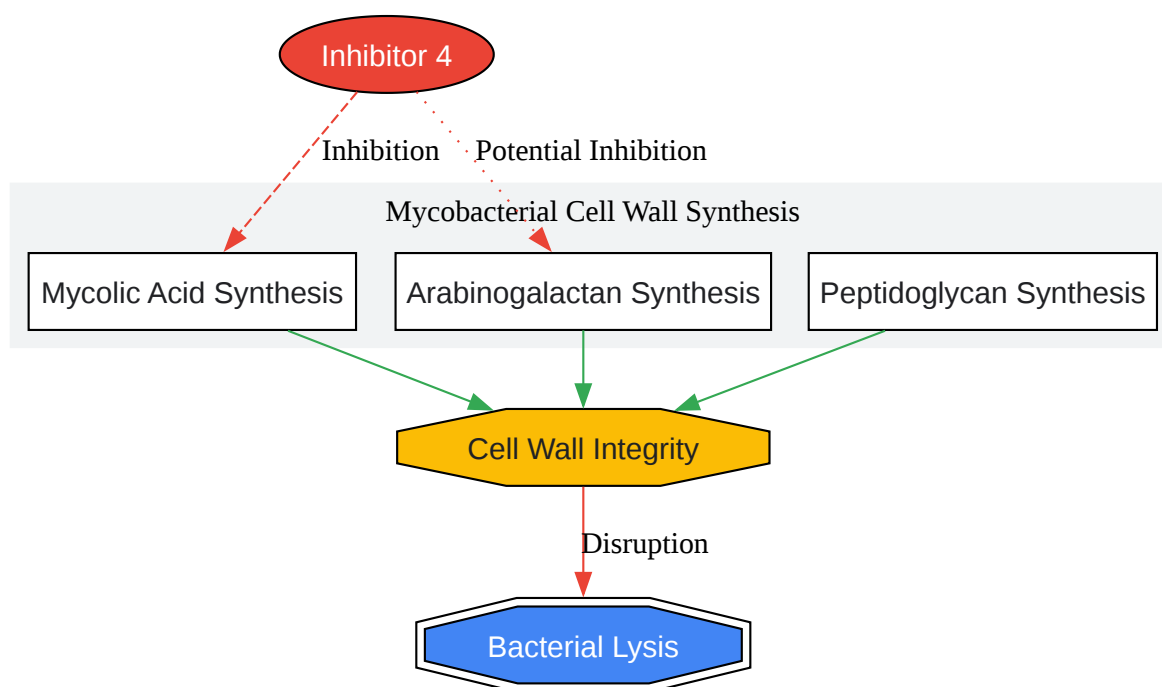 Inhibitor 4
Inhibition
Potential Inhibition
Mycobacterial Cell Wall Synthesis
Mycolic Acid Synthesis
Arabinogalactan Synthesis
Peptidoglycan Synthesis
Cell Wall Integrity
Disruption
Bacterial Lysis